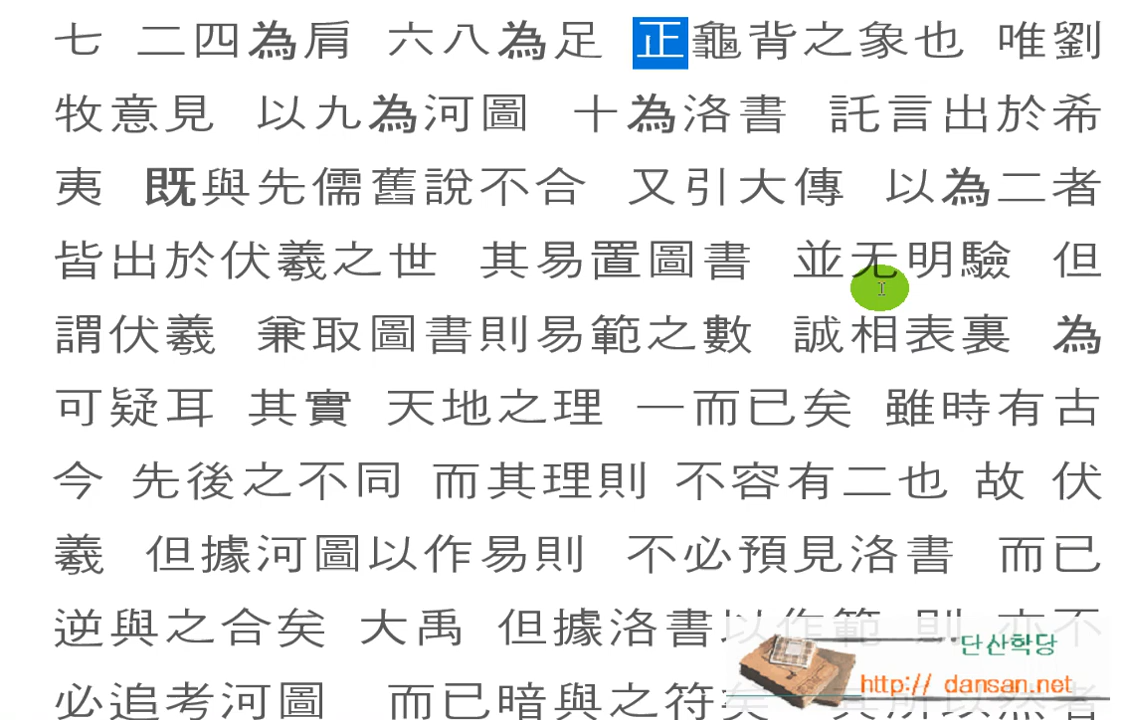 七 二四為肩 六八為足 正龜背之象也 唯劉
牧意見 以九為河圖 十為洛書 託言出於希
夷 既與先儒舊說不合 又引大傳 以為二者
皆出於伏羲之世 其易置圖書 並无明驗 但
謂伏羲 兼取圖書則易範之數 誠相表裏 為
可疑耳 其實 天地之理 一而已矣 雖時有古
今 先後之不同 而其理則 不容有二也 故 伏
羲 但據河圖以作易則 不必預見洛書 而已
逆與之合矣 大禹 但據洛書以作範 則 亦不
必追考河圖 而已暗與之符矣 其所以然者
단산학당
http:// dansan.net